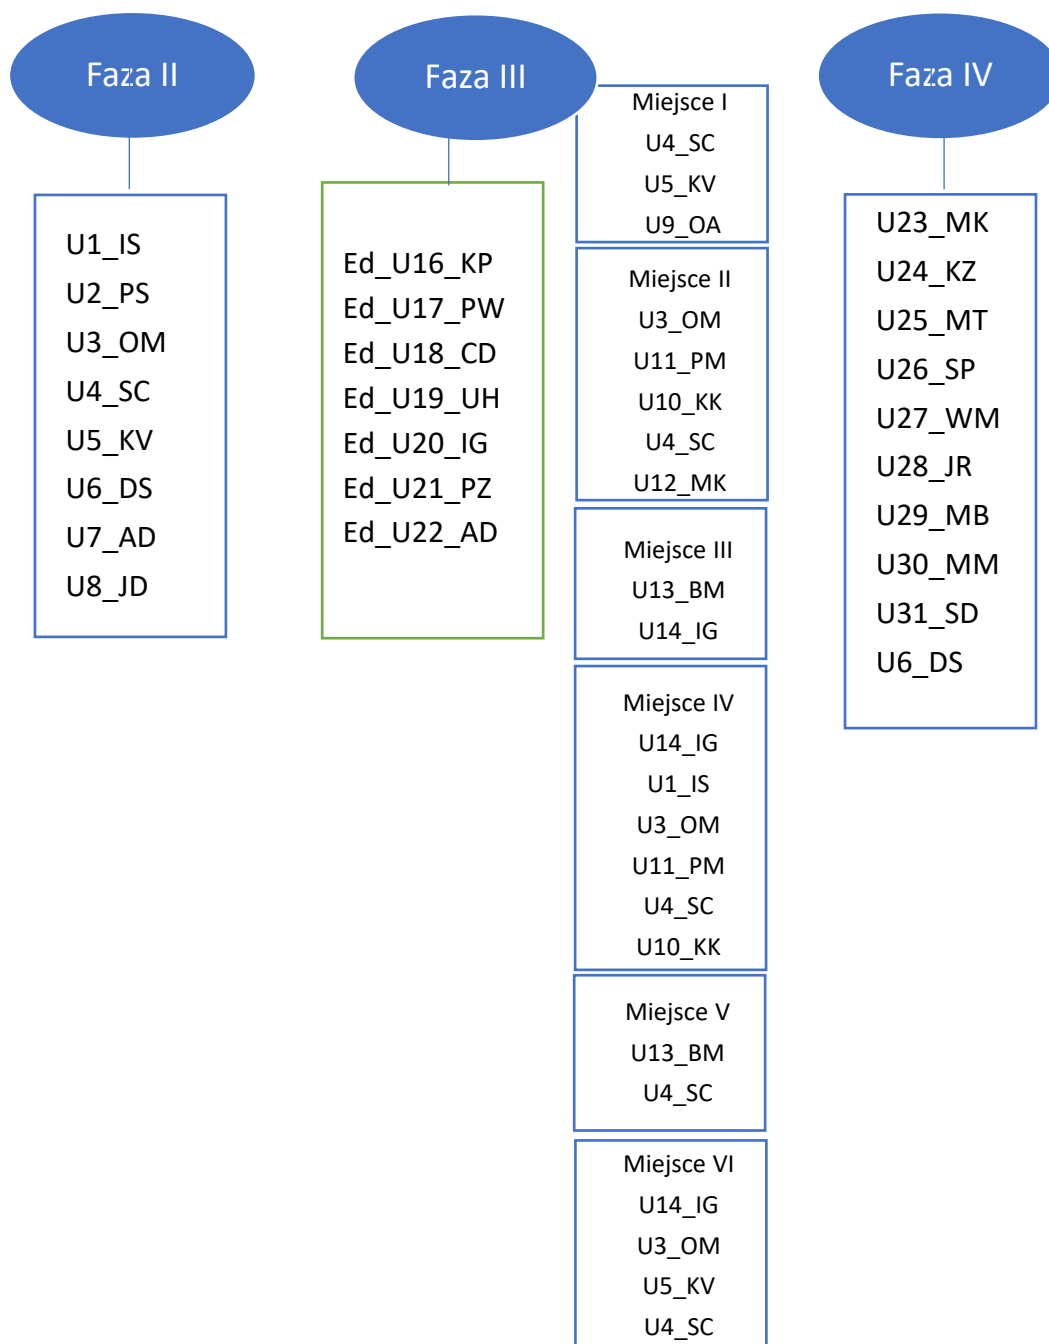 Faza II
U1_IS
U2_PS
U3_OM
U4_SC
U5_KV
U6_DS
U7_AD
U8_JD
Faza III
Ed_U16_KP
Ed_U17_PW
Ed_U18_CD
Ed_U19_UH
Ed_U20_IG
Ed_U21_PZ
Ed_U22_AD
Miejsce I
U4_SC
U5_KV
U9_OA
Miejsce II
U3_OM
U11_PM
U10_KK
U4_SC
U12_MK
Miejsce III
U13_BM
U14_IG
Miejsce IV
U14_IG
U1_IS
U3_OM
U11_PM
U4_SC
U10_KK
Miejsce V
U13_BM
U4_SC
Miejsce VI
U14_IG
U3_OM
U5_KV
U4_SC
Faza IV
U23_MK
U24_KZ
U25_MT
U26_SP
U27_WM
U28_JR
U29_MB
U30_MM
U31_SD
U6_DS